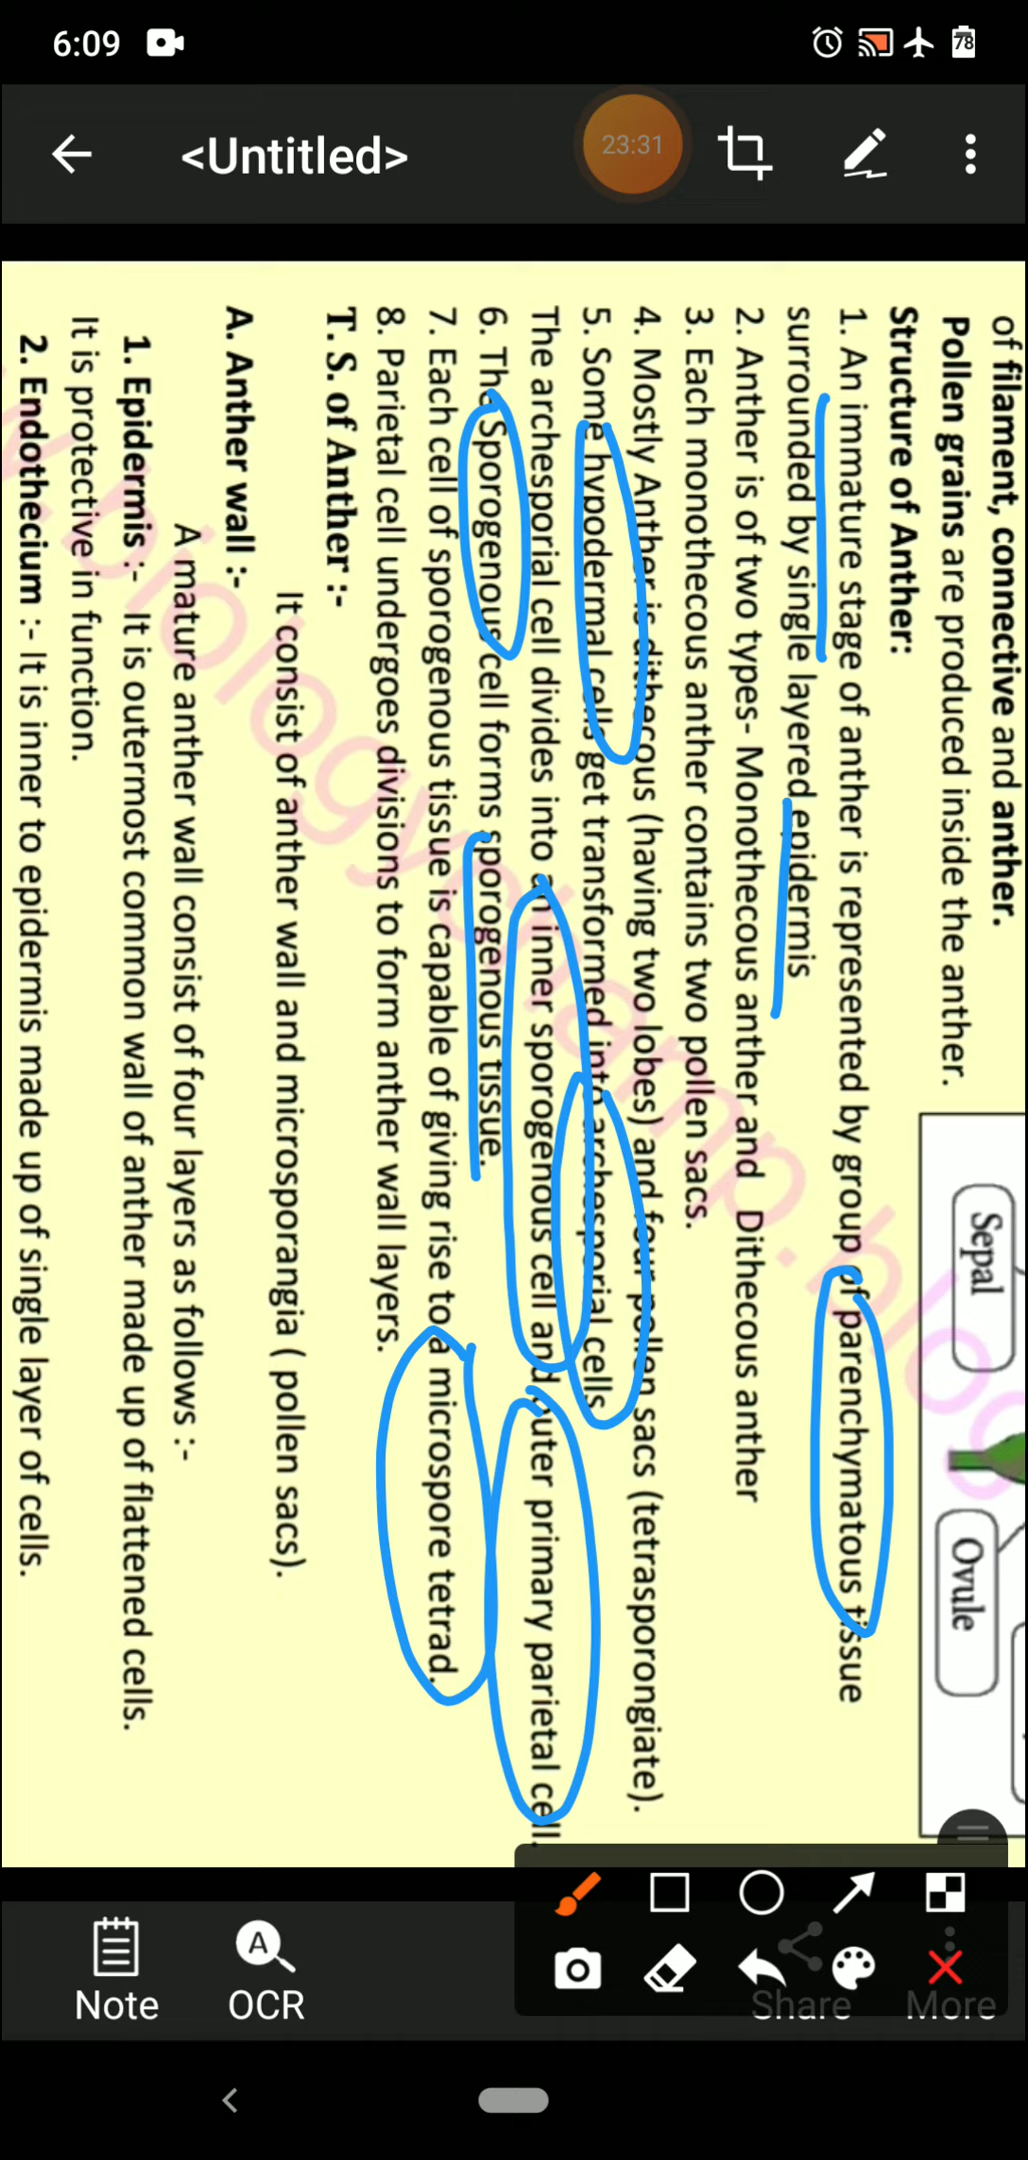 6:09
78
<Untitled>
23:31
of filament, connective and anther.
Pollen grains are produced inside the anther.
Structure of Anther:
1. An immature stage of anther is represented by group of parenchymatous tissue
surrounded by single layered epidermis
2. Anther is of two types- Monothecous anther and Dithecous anther
3. Each monothecous anther contains two pollen sacs.
4. Mostly Anther is dithecous (having two lobes) and four pollen sacs (tetrasporongiate).
5. Some hypodermal cells get transformed into archesporial cells.
The archesporial cell divides into an inner sporogenous cell and outer primary parietal cell.
6. The Sporogenous cell forms sporogenous tissue.
7. Each cell of sporogenous tissue is capable of giving rise to a microspore tetrad.
8. Parietal cell undergoes divisions to form anther wall layers.
T. S. of Anther :-
It consist of anther wall and microsporangia ( pollen sacs).
A. Anther wall :-
A mature anther wall consist of four layers as follows :-
1. Epidermis :- It is outermost common wall of anther made up of flattened cells.
It is protective in function.
2. Endothecium :- It is inner to epidermis made up of single layer of cells.
Sepal
Ovule
w.biologychamp.blog
Note
A
OCR
Share
More